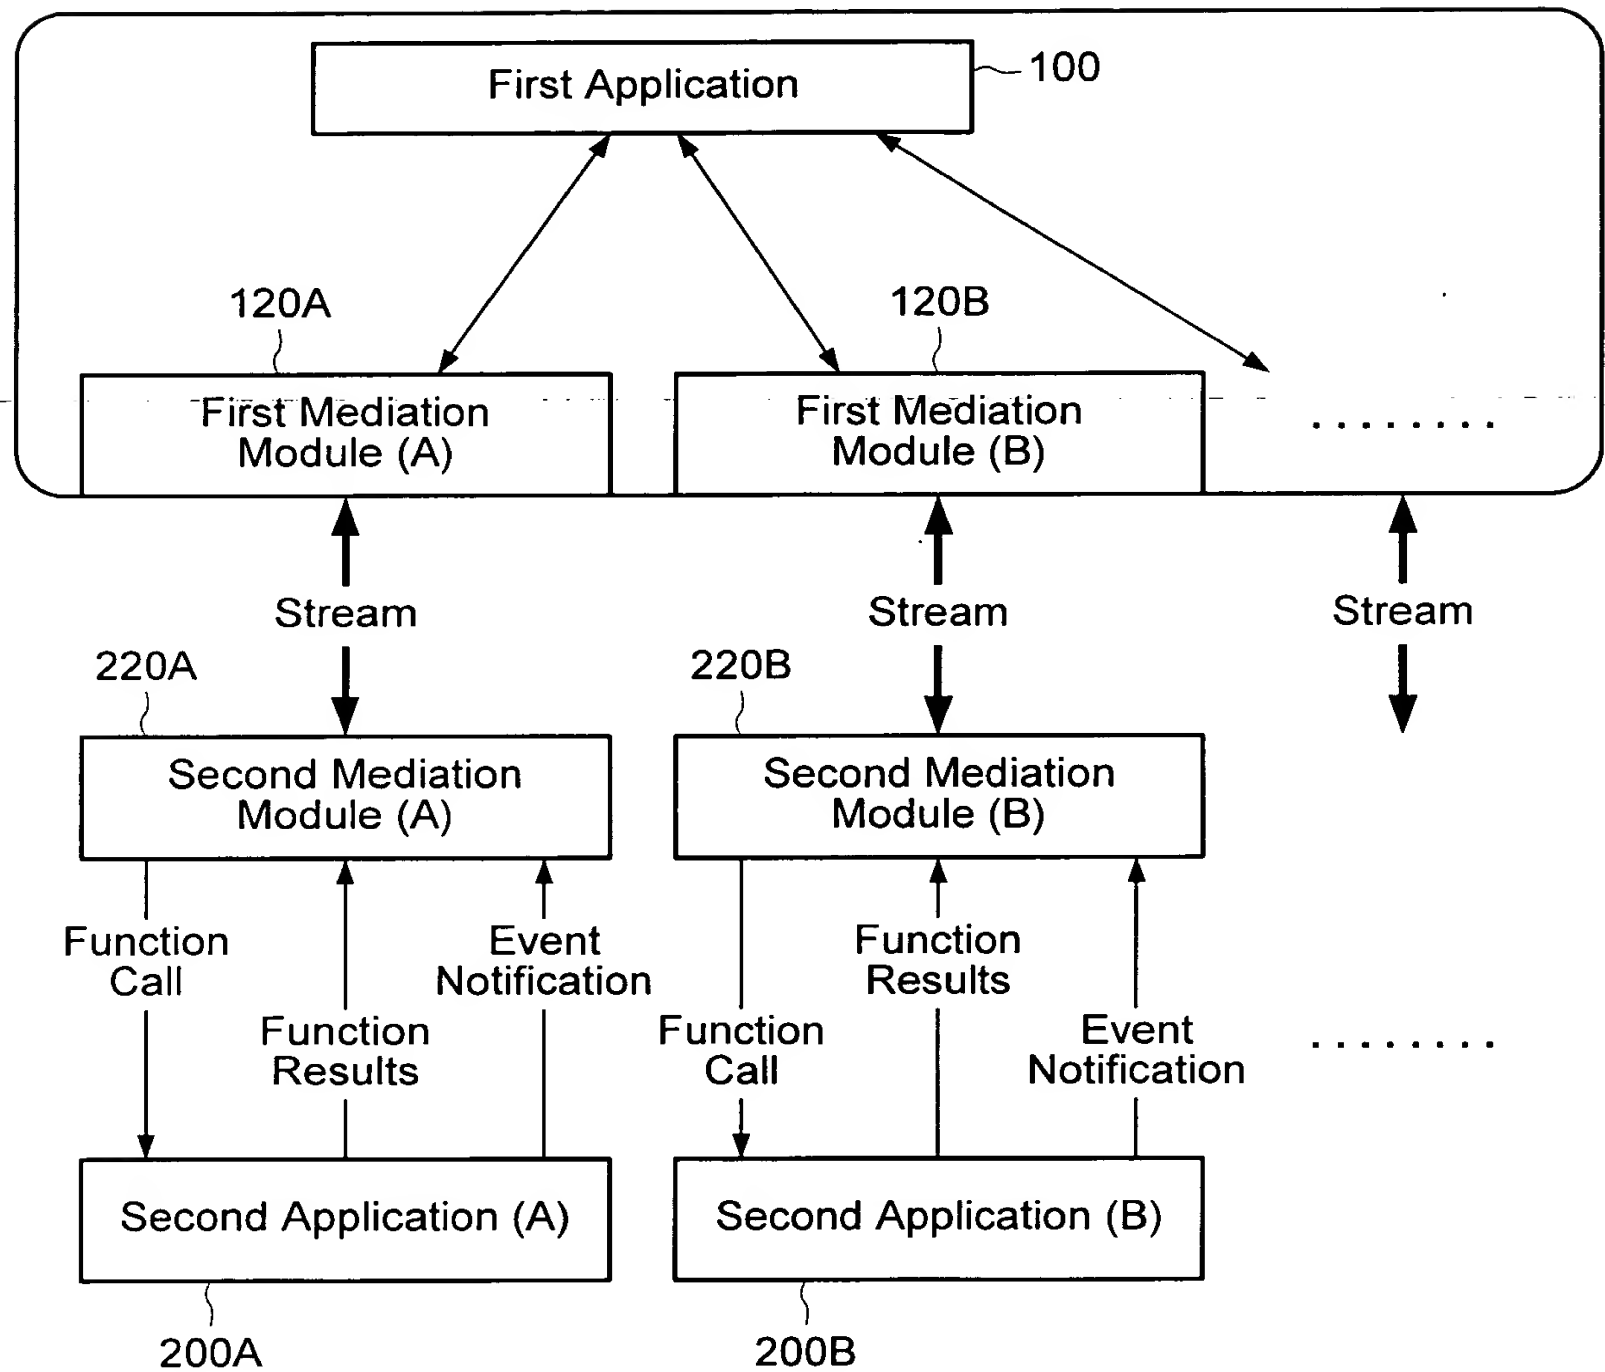 First Application
100
120A
120B
First Mediation
Module (A)
First Mediation
Module (B)
........
Stream
Stream
Stream
220A
220B
Second Mediation
Module (A)
Second Mediation
Module (B)
Function
Call
Function
Results
Event
Notification
Function
Call
Function
Results
Event
Notification
........
Second Application (A)
Second Application (B)
200A
200B